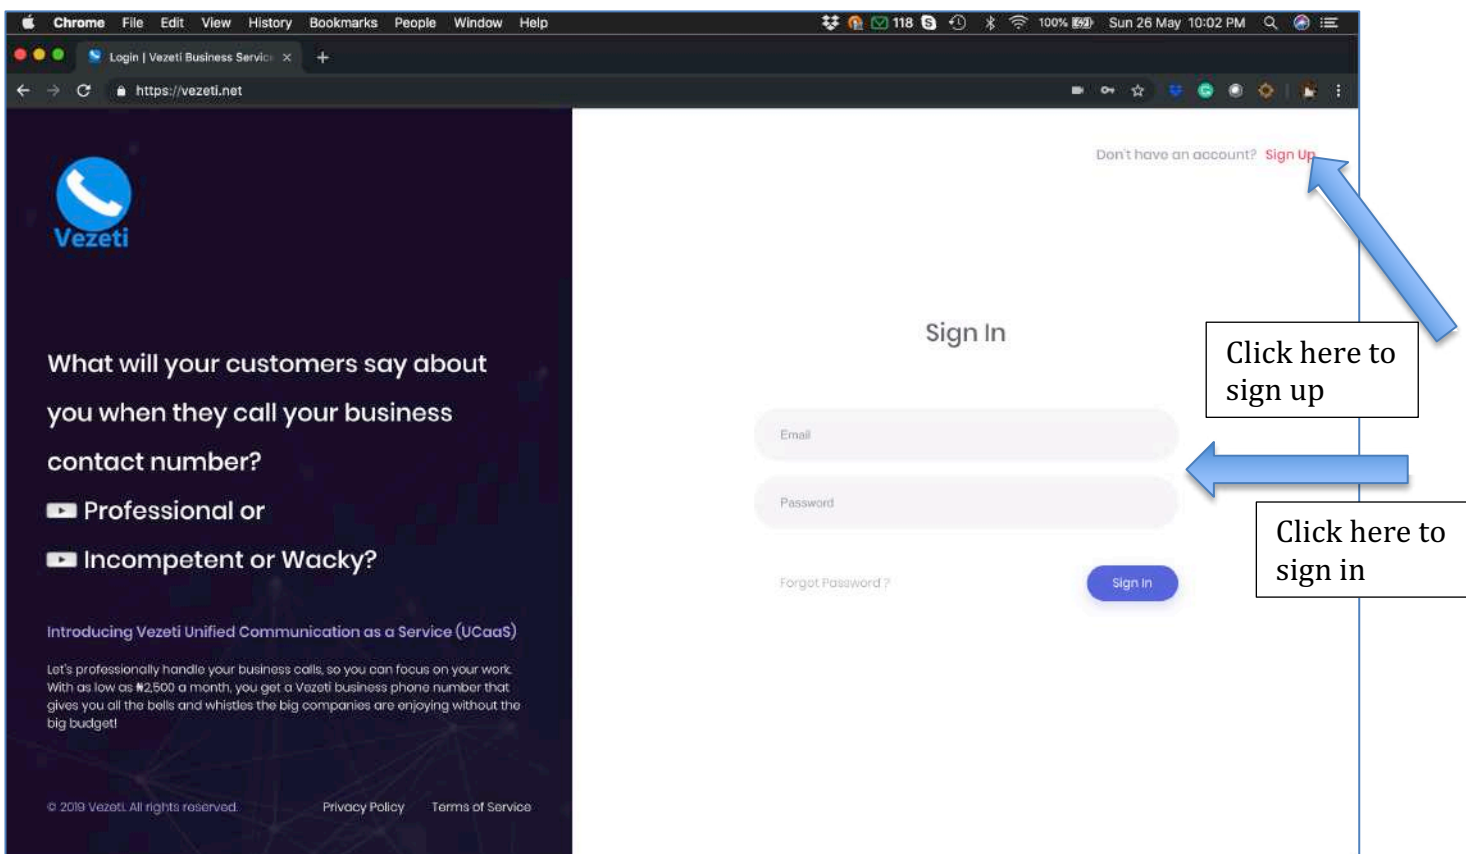 Chrome File Edit View History Bookmarks People Window Help 118 100% Sun 26 May 10:02 PM
Login | Vezeti Business Servic
https://vezeti.net
Don't have an account? Sign Up
Vezeti
Sign In
Click here to
sign up
What will your customers say about
you when they call your business
contact number?
Professional or
Incompetent or Wacky?
Email
Password
Click here to
sign in
Forgot Password ?
Sign In
Introducing Vezeti Unified Communication as a Service (UCaaS)
Let's professionally handle your business calls, so you can focus on your work.
With as low as ₦2,500 a month, you get a Vezeti business phone number that
gives you all the bells and whistles the big companies are enjoying without the
big budget!
© 2019 Vezeti. All rights reserved.
Privacy Policy
Terms of Service